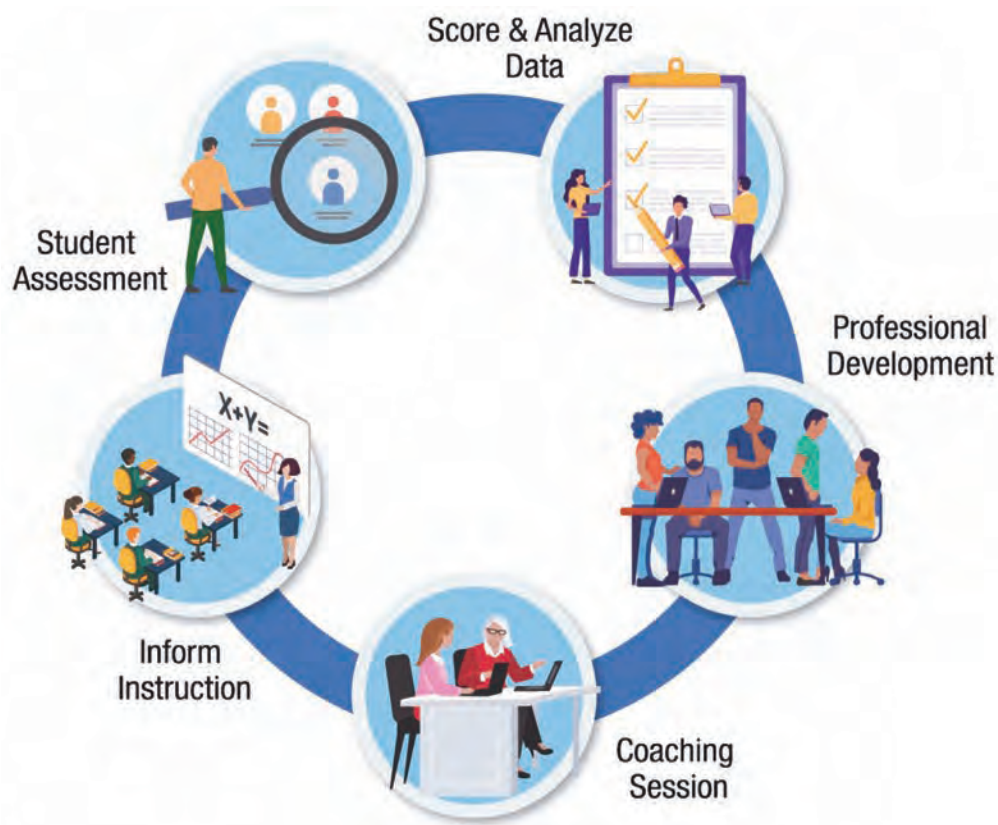 Score & Analyze
Data
Student
Assessment
Professional
Development
X+Y=
Inform
Instruction
Coaching
Session